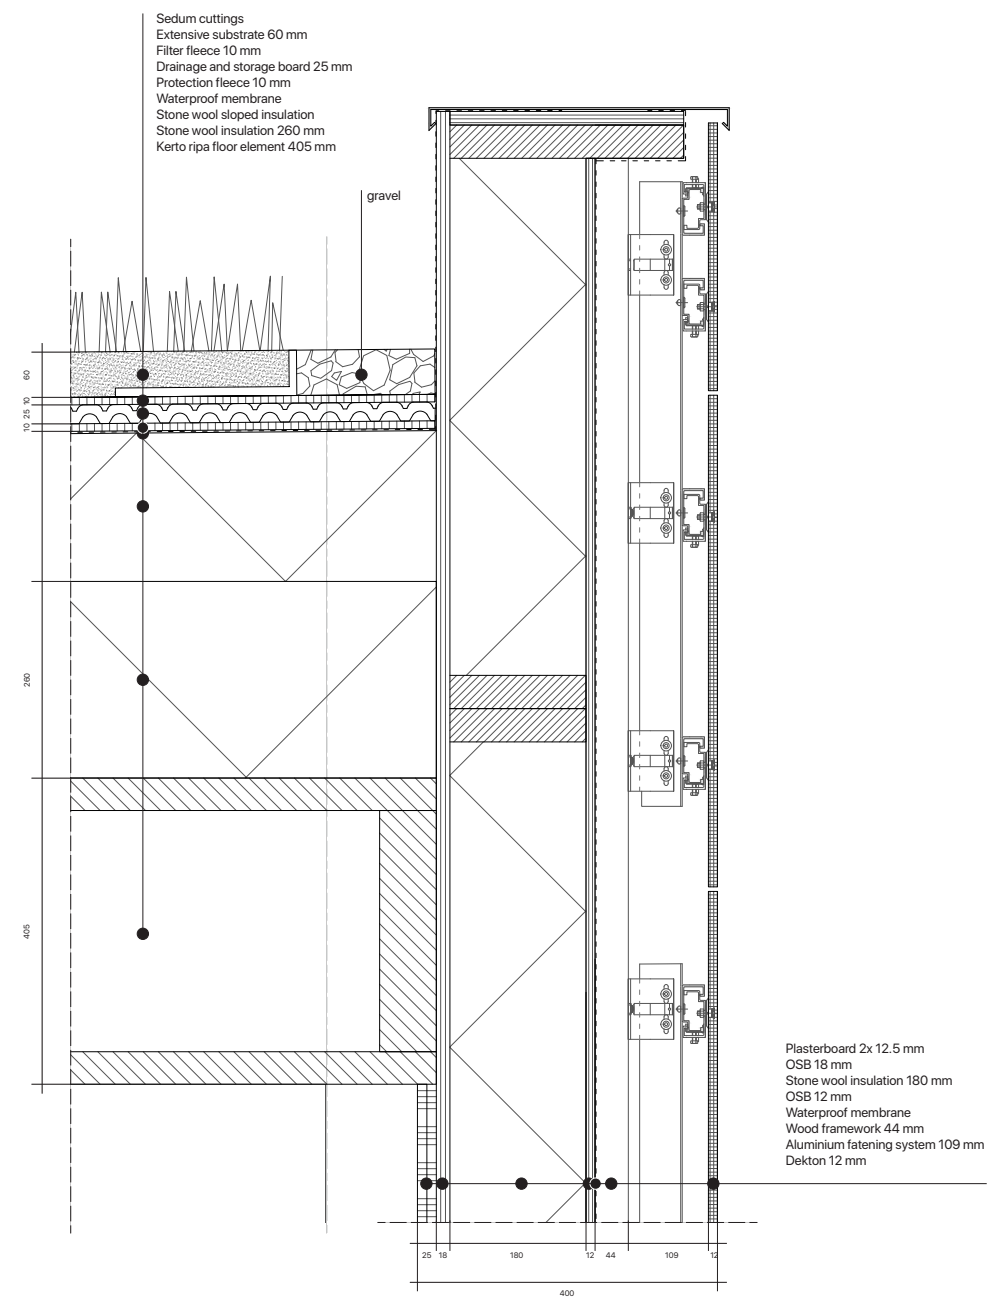 Sedum cuttings
Extensive substrate 60 mm
Filter fleece 10 mm
Drainage and storage board 25 mm
Protection fleece 10 mm
Waterproof membrane
Stone wool sloped insulation
Stone wool insulation 260 mm
Kerto ripa floor element 405 mm
gravel
60
10
25
10
260
405
Plasterboard 2x 12.5 mm
OSB 18 mm
Stone wool insulation 180 mm
OSB 12 mm
Waterproof membrane
Wood framework 44 mm
Aluminium fatening system 109 mm
Dekton 12 mm
25 18 180 12 44 109 12
400